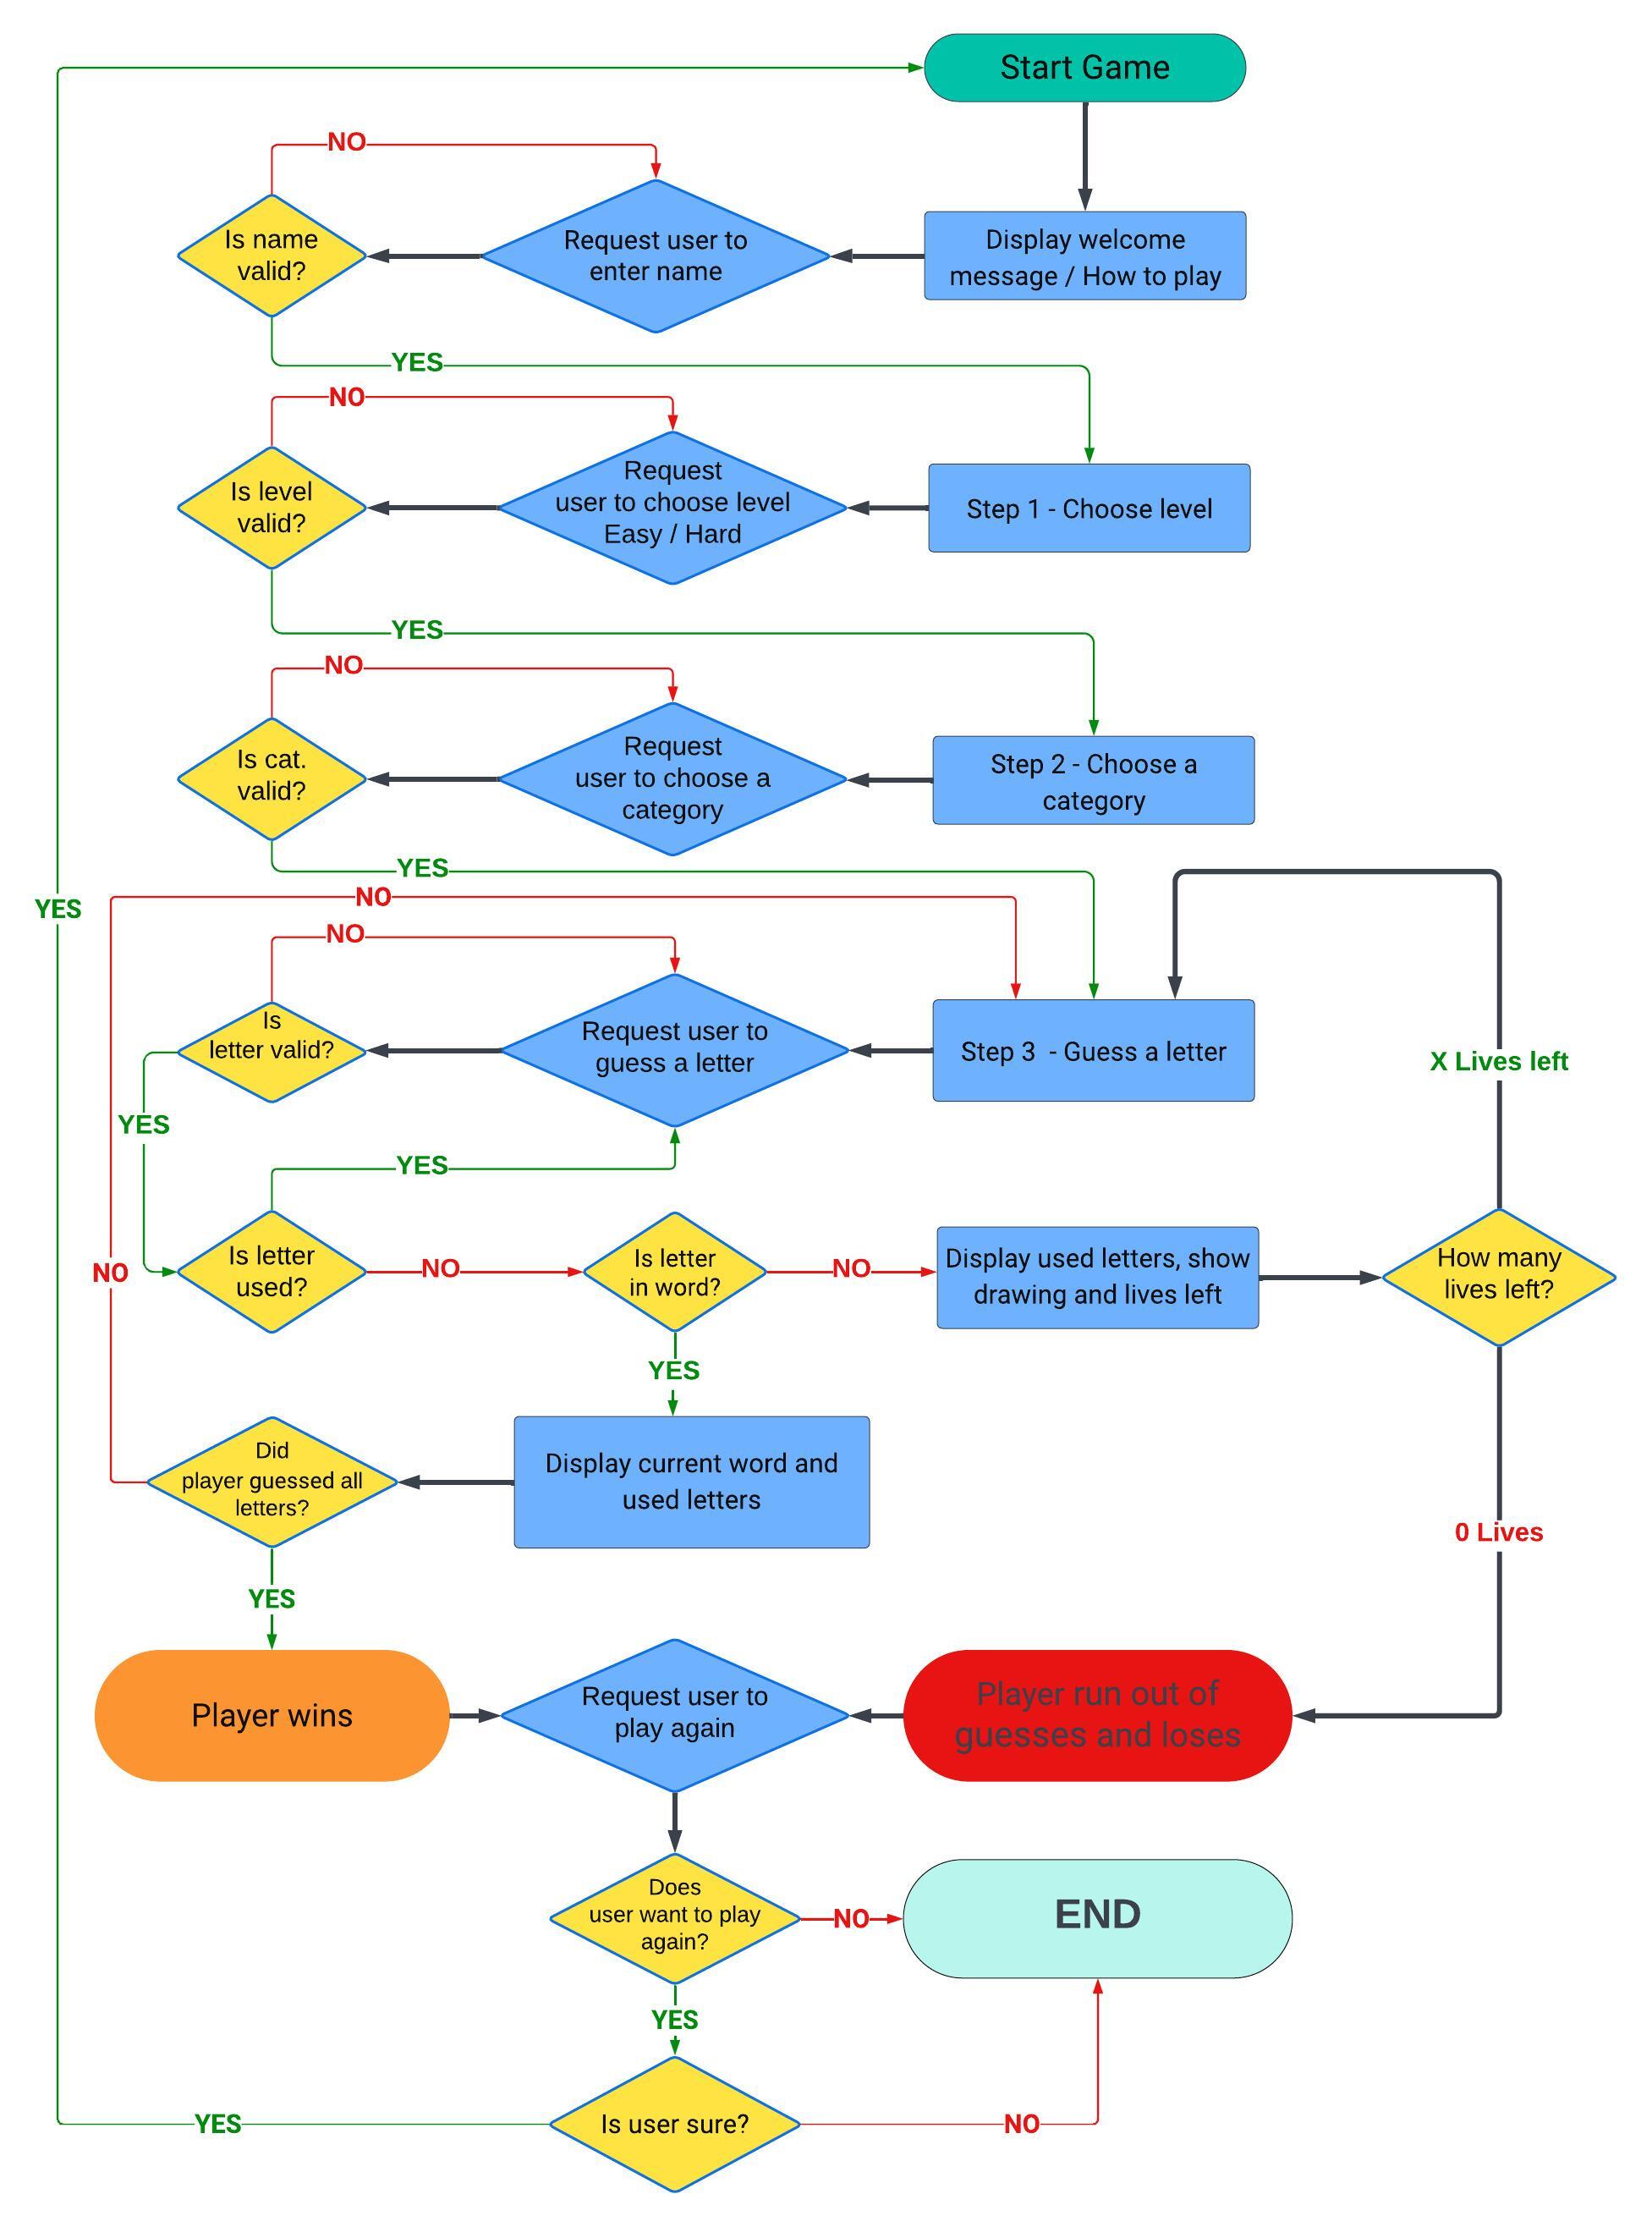 Start Game
NO
Is name
valid?
Request user to
enter name
Display welcome
message / How to play
YES
NO
Is level
valid?
Request
user to choose level
Easy / Hard
Step 1 - Choose level
YES
NO
Is cat.
valid?
Request
user to choose a
category
Step 2 - Choose a
category
YES
NO
YES
NO
Is
letter valid?
Request user to
guess a letter
Step 3 - Guess a letter
X Lives left
YES
YES
Is letter
used?
NO
Is letter
in word?
NO
Display used letters, show
drawing and lives left
How many
lives left?
NO
YES
Did
player guessed all
letters?
Display current word and
used letters
0 Lives
YES
Player wins
Request user to
play again
Player run out of
guesses and loses
Does
user want to play
again?
NO
END
YES
YES
Is user sure?
NO